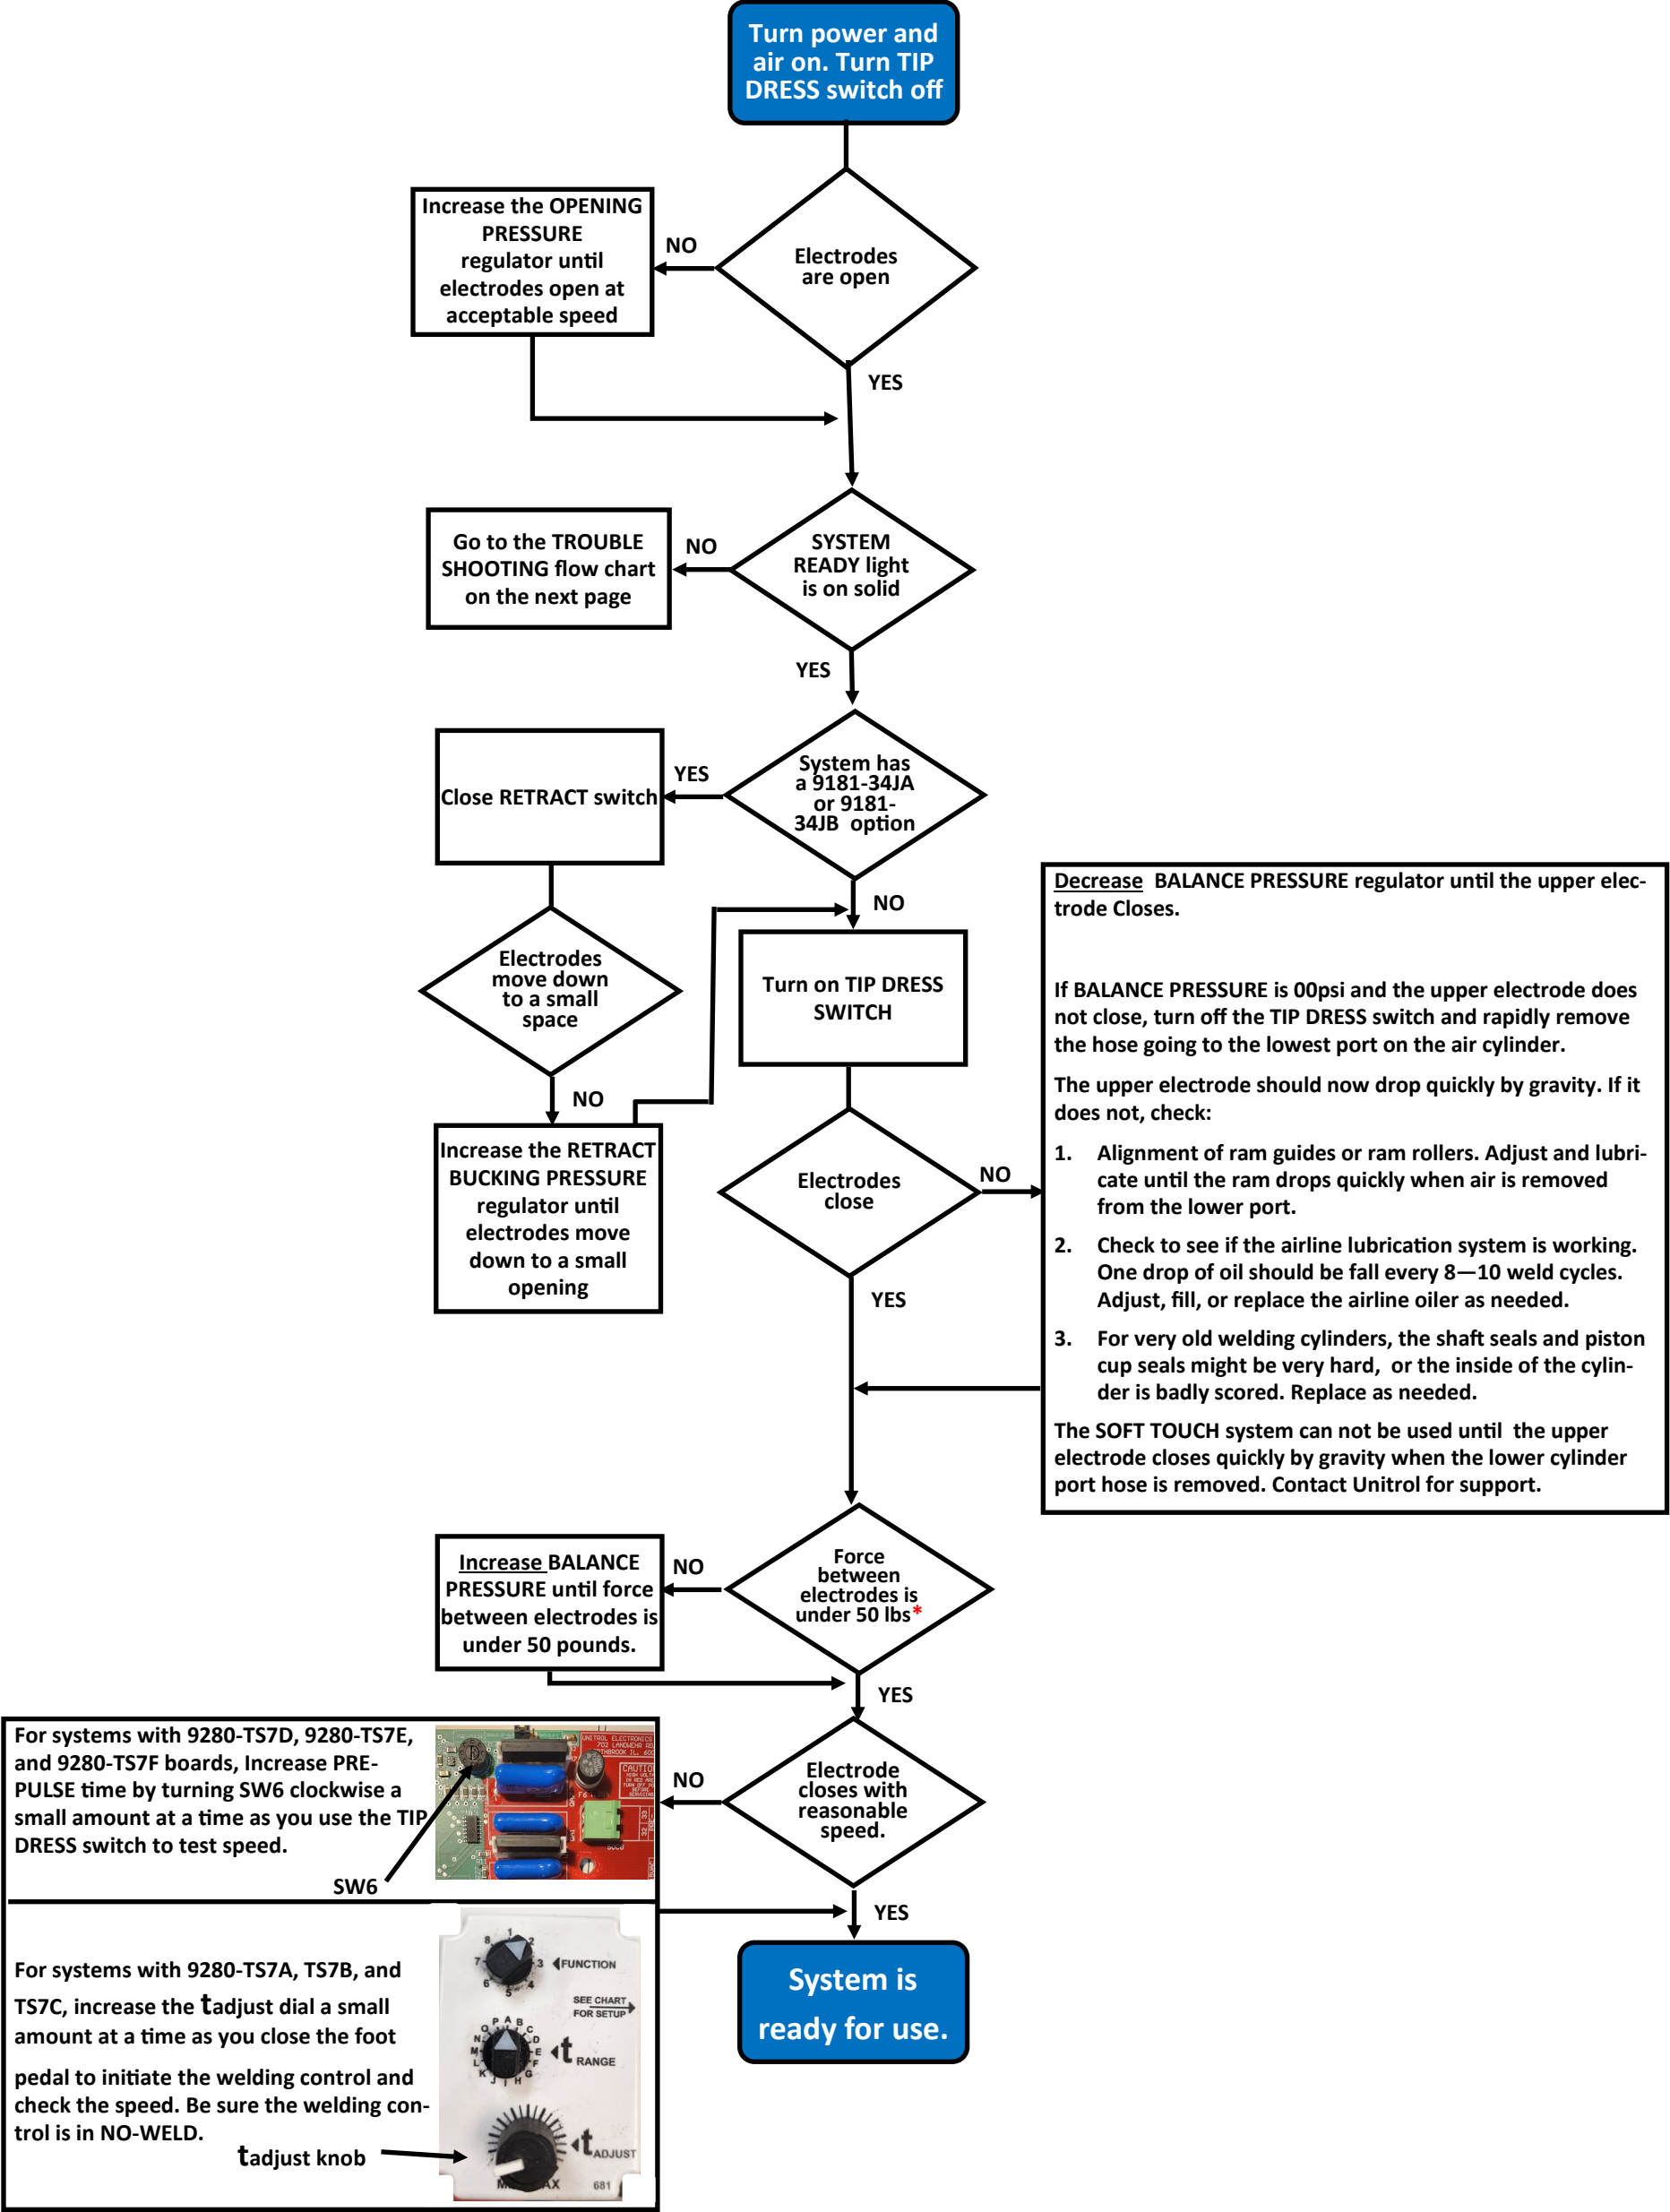 Turn power and
air on. Turn TIP
DRESS switch off
Increase the OPENING
PRESSURE
regulator until
electrodes open at
acceptable speed
NO
Electrodes
are open
YES
Go to the TROUBLE
SHOOTING flow chart
on the next page
NO
SYSTEM
READY light
is on solid
YES
Close RETRACT switch
YES
System has
a 9181-34JA
or 9181-
34JB option
NO
Electrodes
move down
to a small
space
NO
Increase the RETRACT
BUCKING PRESSURE
regulator until
electrodes move
down to a small
opening
Turn on TIP DRESS
SWITCH
Electrodes
close
NO
YES
Decrease BALANCE PRESSURE regulator until the upper elec-
trode Closes.
If BALANCE PRESSURE is 00psi and the upper electrode does
not close, turn off the TIP DRESS switch and rapidly remove
the hose going to the lowest port on the air cylinder.
The upper electrode should now drop quickly by gravity. If it
does not, check:
1. Alignment of ram guides or ram rollers. Adjust and lubri-
cate until the ram drops quickly when air is removed
from the lower port.
2. Check to see if the airline lubrication system is working.
One drop of oil should be fall every 8—10 weld cycles.
Adjust, fill, or replace the airline oiler as needed.
3. For very old welding cylinders, the shaft seals and piston
cup seals might be very hard, or the inside of the cylin-
der is badly scored. Replace as needed.
The SOFT TOUCH system can not be used until the upper
electrode closes quickly by gravity when the lower cylinder
port hose is removed. Contact Unitrol for support.
Increase BALANCE
PRESSURE until force
between electrodes is
under 50 pounds.
NO
Force
between
electrodes is
under 50 lbs*
YES
For systems with 9280-TS7D, 9280-TS7E,
and 9280-TS7F boards, Increase PRE-
PULSE time by turning SW6 clockwise a
small amount at a time as you use the TIP
DRESS switch to test speed.
SW6
UNITROL ELECTRONICS
702 LANDWEHR RD
CAUTION
NO
Electrode
closes with
reasonable
speed.
YES
For systems with 9280-TS7A, TS7B, and
TS7C, increase the tadjust dial a small
amount at a time as you close the foot
pedal to initiate the welding control and
check the speed. Be sure the welding con-
trol is in NO-WELD.
tadjust knob
1
2
3
4
5
6
7
8
FUNCTION
SEE CHART
FOR SETUP
A B C D E F G H I J K L M N O P
t RANGE
t ADJUST
681
System is
ready for use.